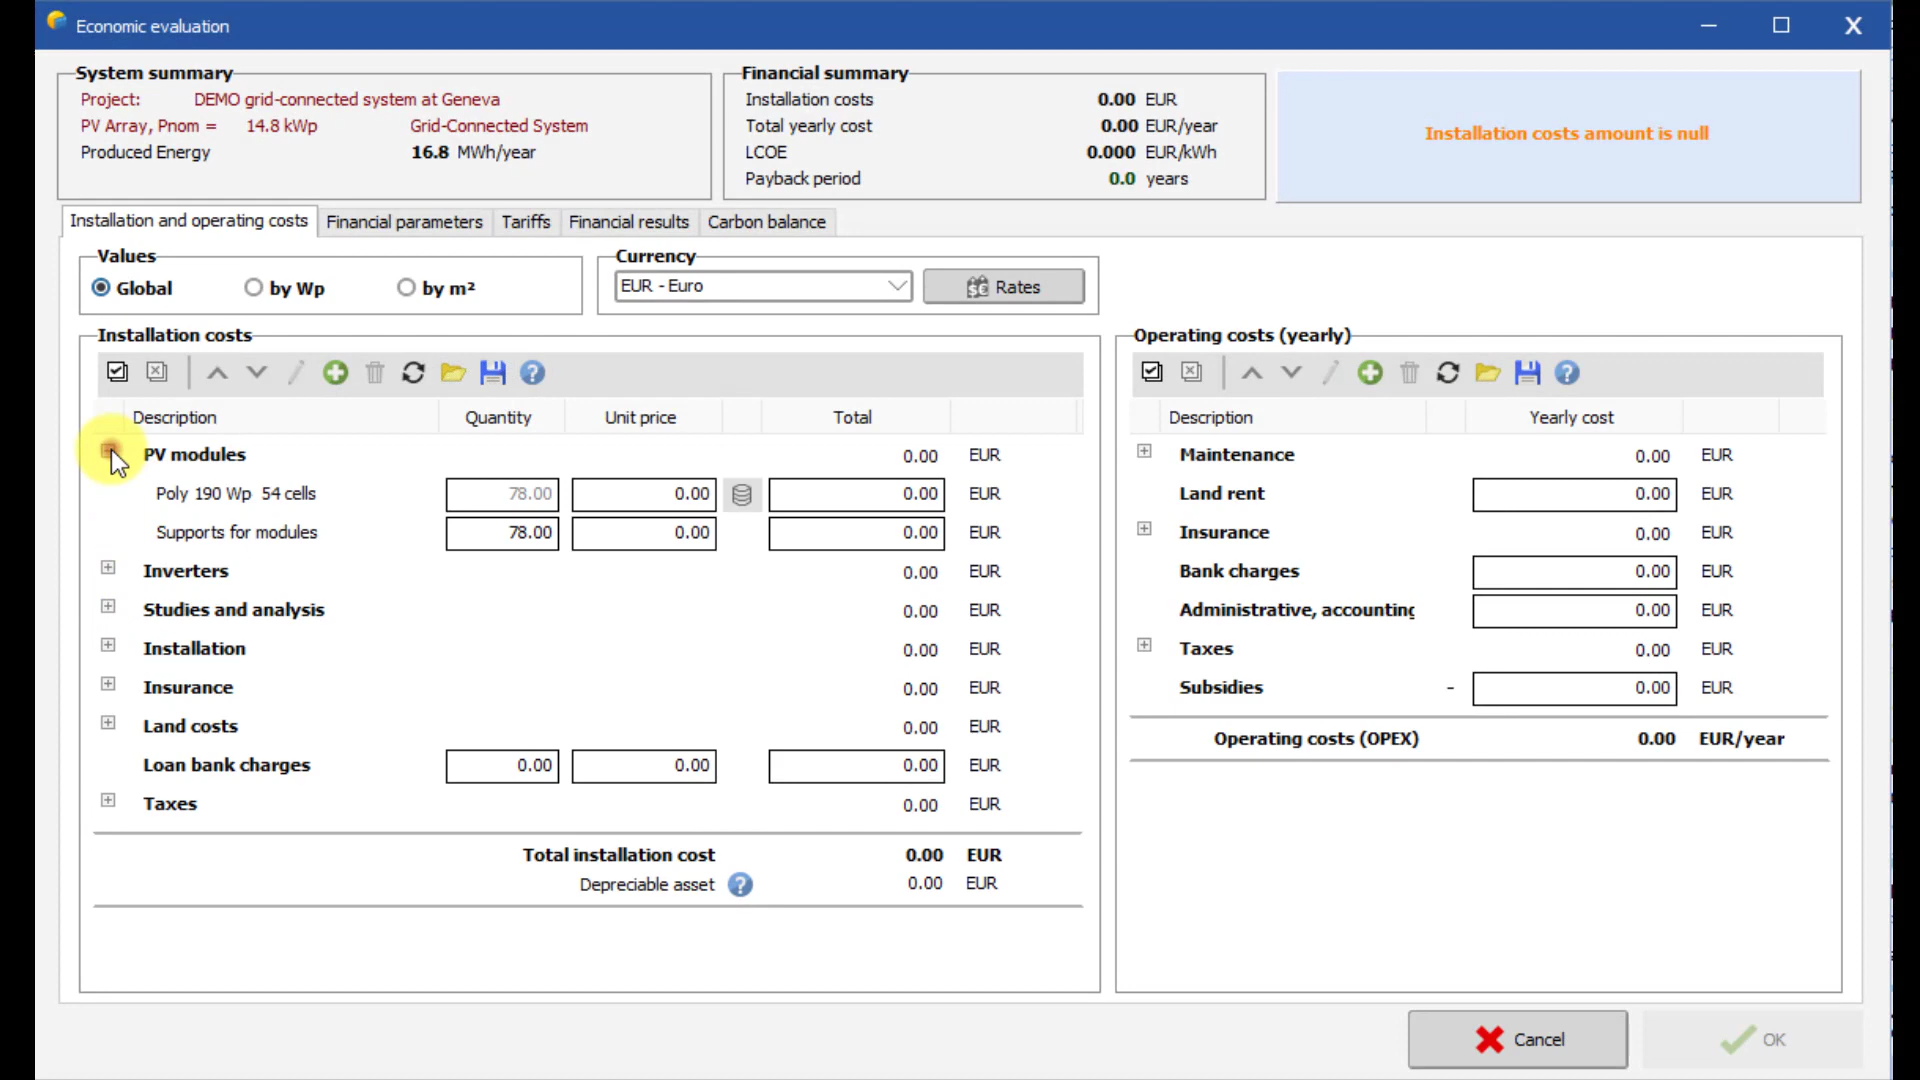 Economic evaluation
System summary
Project: DEMO grid-connected system at Geneva
PV Array, Pnom = 14.8 kWp Grid-Connected System
Produced Energy 16.8 MWh/year
Financial summary
Installation costs 0.00 EUR
Total yearly cost 0.00 EUR/year
LCOE 0.000 EUR/kWh
Payback period 0.0 years
Installation costs amount is null
Installation and operating costs Financial parameters Tariffs Financial results Carbon balance
Values
Global by Wp by m²
Currency
EUR - Euro Rates
Installation costs
Description Quantity Unit price Total
PV modules 0.00 EUR
Poly 190 Wp 54 cells 78.00 0.00 0.00 EUR
Supports for modules 78.00 0.00 0.00 EUR
Inverters 0.00 EUR
Studies and analysis 0.00 EUR
Installation 0.00 EUR
Insurance 0.00 EUR
Land costs 0.00 EUR
Loan bank charges 0.00 0.00 0.00 EUR
Taxes 0.00 EUR
Total installation cost 0.00 EUR
Depreciable asset 0.00 EUR
Operating costs (yearly)
Description Yearly cost
Maintenance 0.00 EUR
Land rent 0.00 EUR
Insurance 0.00 EUR
Bank charges 0.00 EUR
Administrative, accounting 0.00 EUR
Taxes 0.00 EUR
Subsidies - 0.00 EUR
Operating costs (OPEX) 0.00 EUR/year
Cancel OK